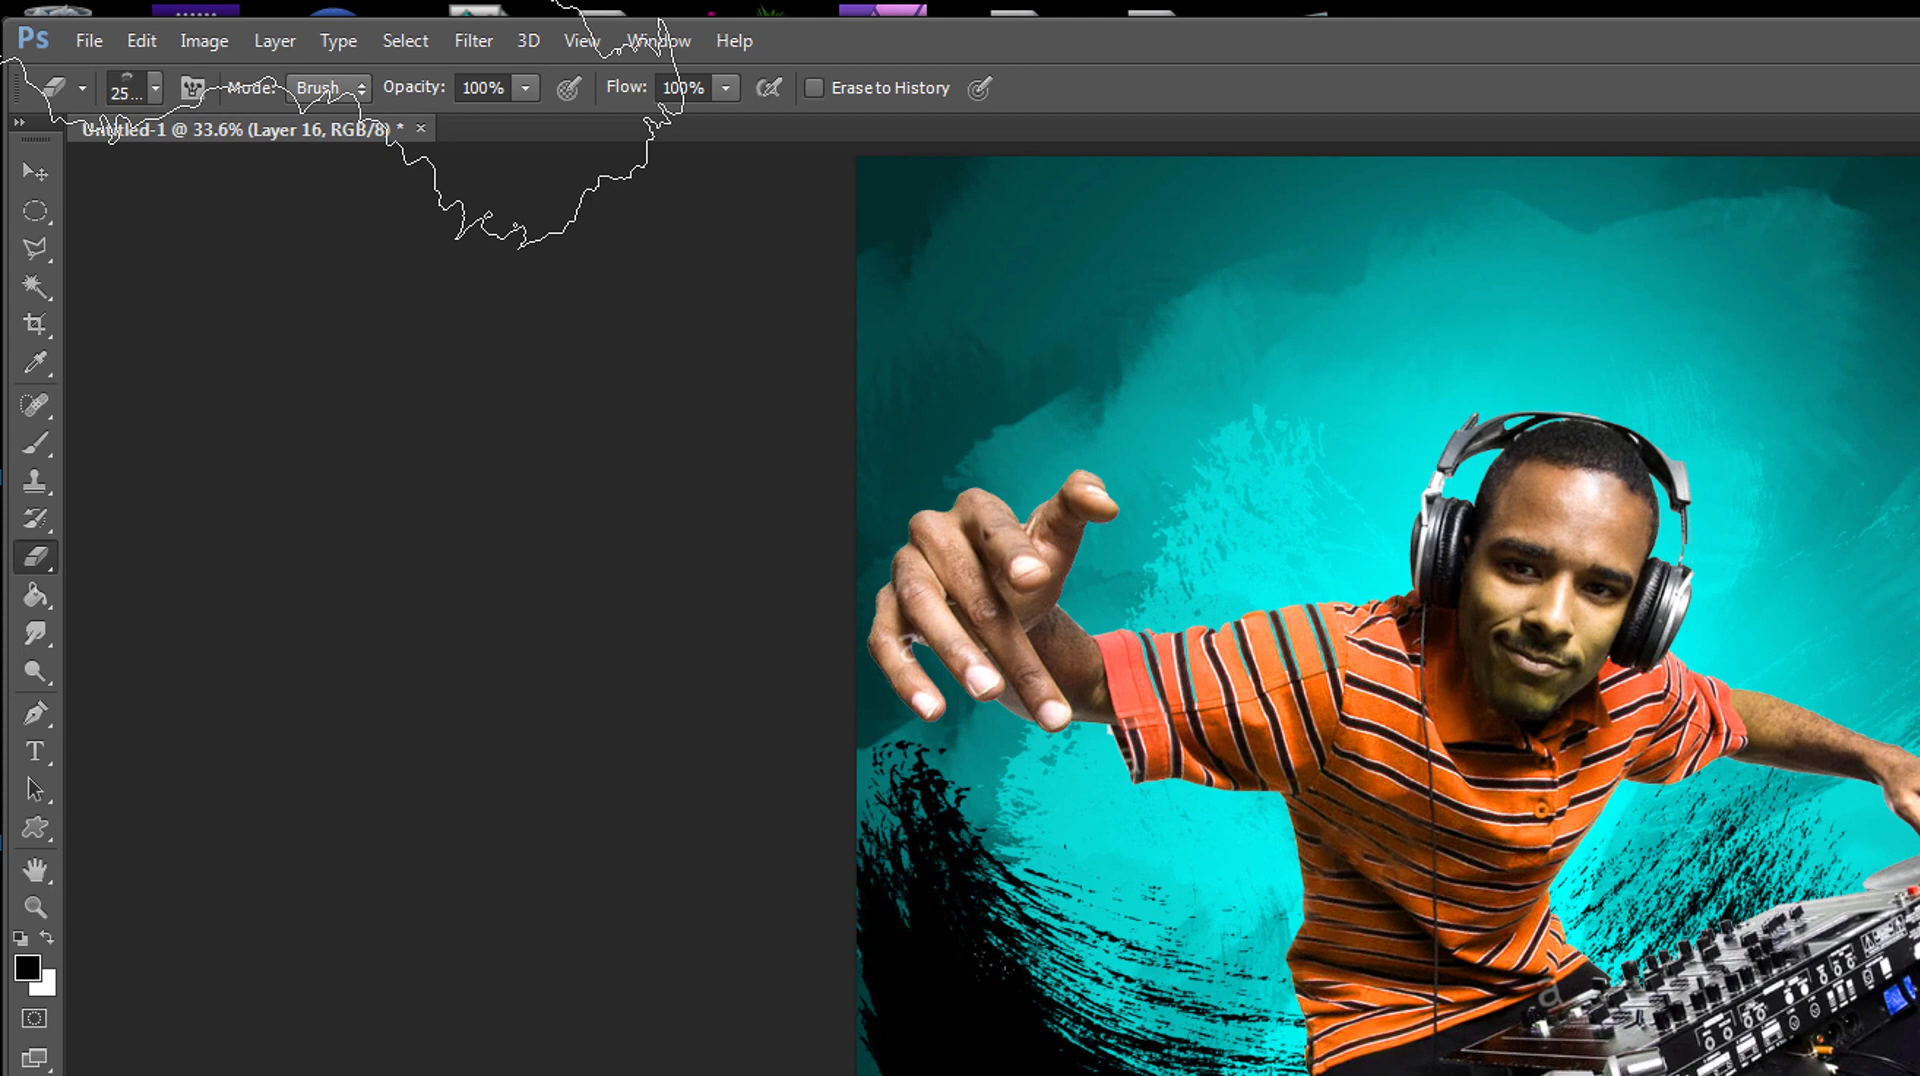 Ps File Edit Image Layer Type Select Filter 3D View Window Help
25... Mode: Brush Opacity: 100% Flow: 100% Erase to History
Untitled-1 @ 33.6% (Layer 16, RGB/8) * ×
T
a
a